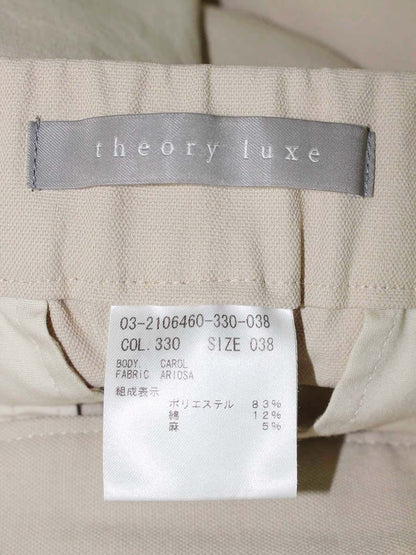 theory luxe
03-2106460-330-038
COL.330 SIZE 038
BODY. CAROL
FABRIC ARIOSA
組成表示
ポリエステル 83%
綿 12%
麻 5%